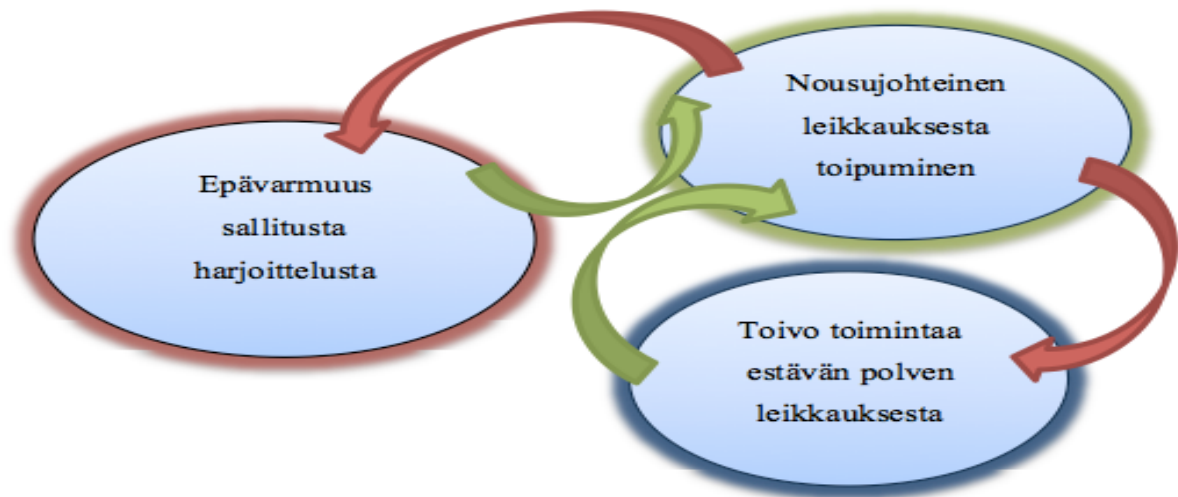 Nousujohteinen
leikkauksesta
toipuminen
Epävarmuus
sallitusta
harjoittelusta
Toivo toimintaa
estävän polven
leikkauksesta